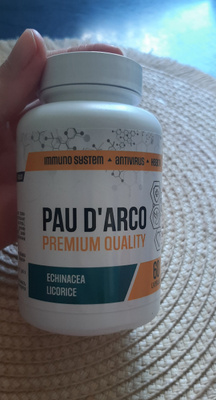 IMMUNO SYSTEM + ANTIVIRUS +
PAU D'ARCO
PREMIUM QUALITY
ECHINACEA
LICORICE